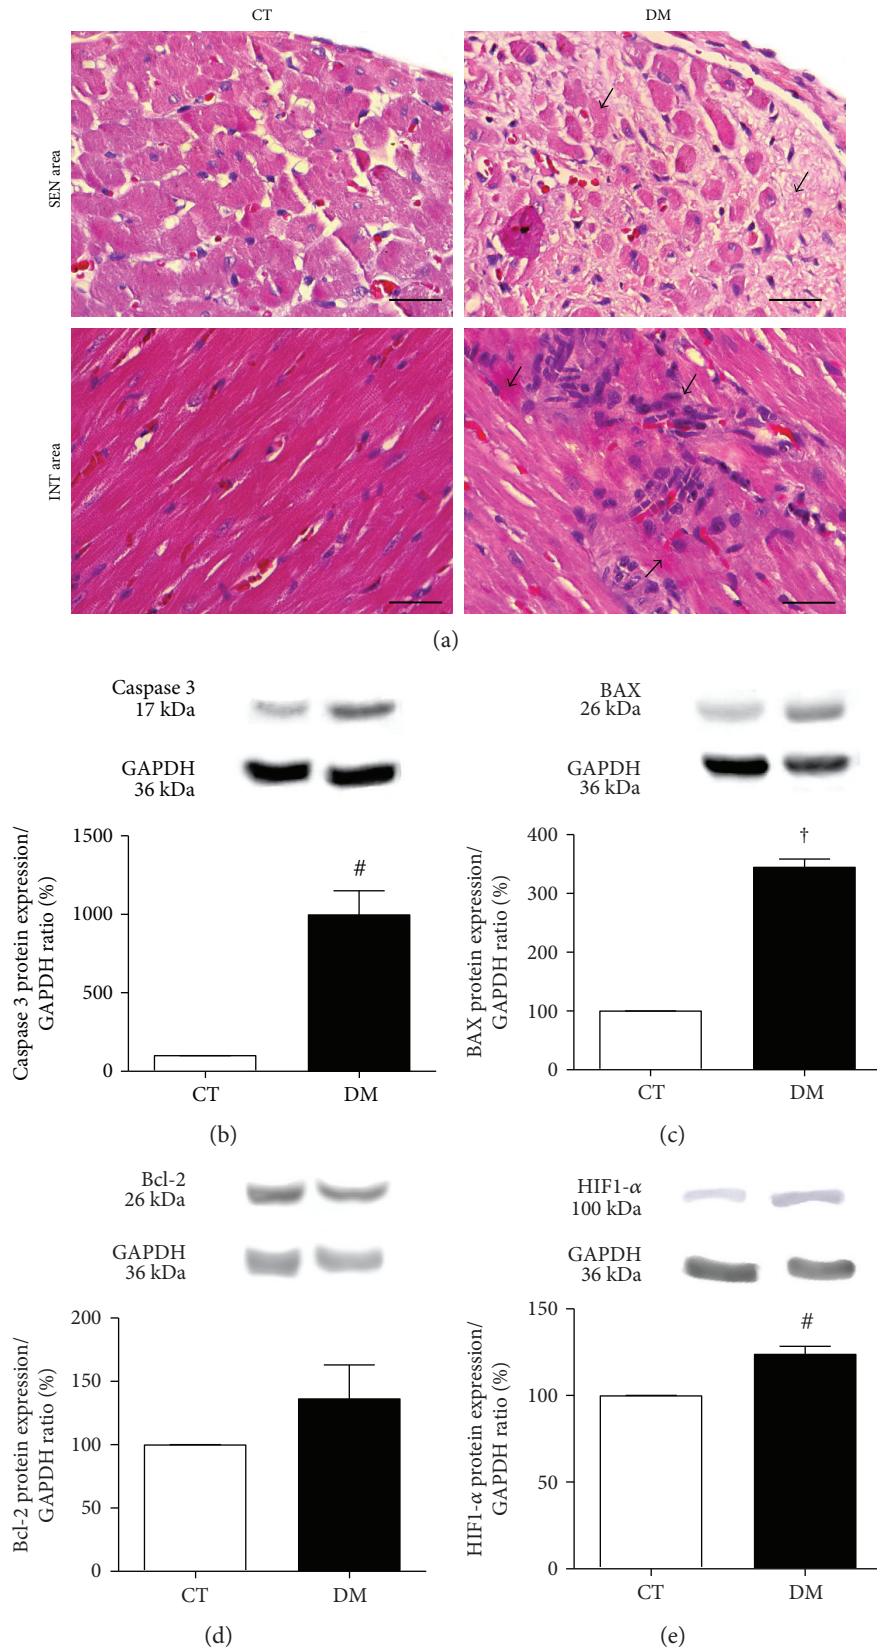 CT
DM
SEN area
INT area
(a)
Caspase 3
17 kDa
GAPDH
36 kDa
Caspase 3 protein expression/
GAPDH ratio (%)
1500
1000
500
0
#
CT
DM
(b)
BAX
26 kDa
GAPDH
36 kDa
BAX protein expression/
GAPDH ratio (%)
400
300
200
100
0
†
CT
DM
(c)
Bcl-2
26 kDa
GAPDH
36 kDa
Bcl-2 protein expression/
GAPDH ratio (%)
200
150
100
50
0
CT
DM
(d)
HIF1-α
100 kDa
GAPDH
36 kDa
HIF1-α protein expression/
GAPDH ratio (%)
150
100
50
0
#
CT
DM
(e)